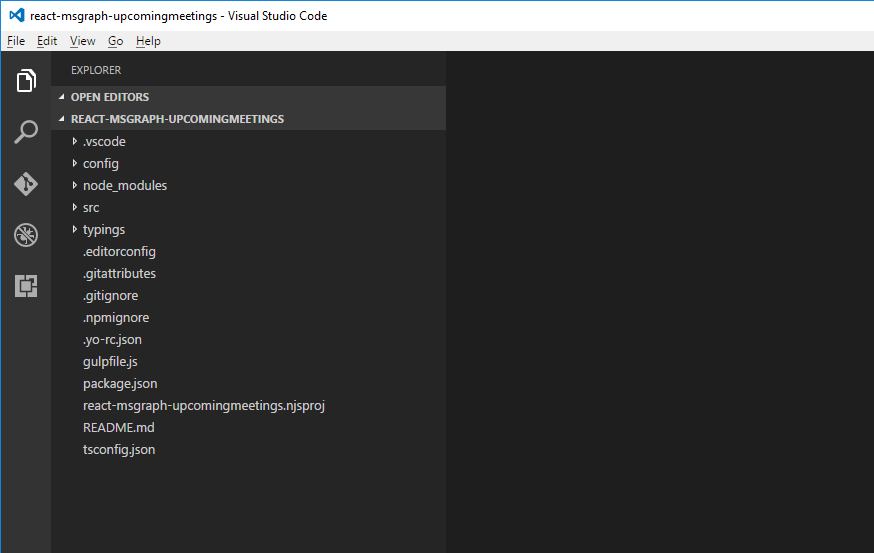 react-msgraph-upcomingmeetings - Visual Studio Code
File Edit View Go Help
EXPLORER
OPEN EDITORS
REACT-MSGRAPH-UPCOMINGMEETINGS
.vscode
config
node_modules
src
typings
.editorconfig
.gitattributes
.gitignore
.npmignore
.yo-rc.json
gulpfile.js
package.json
react-msgraph-upcomingmeetings.njsproj
README.md
tsconfig.json